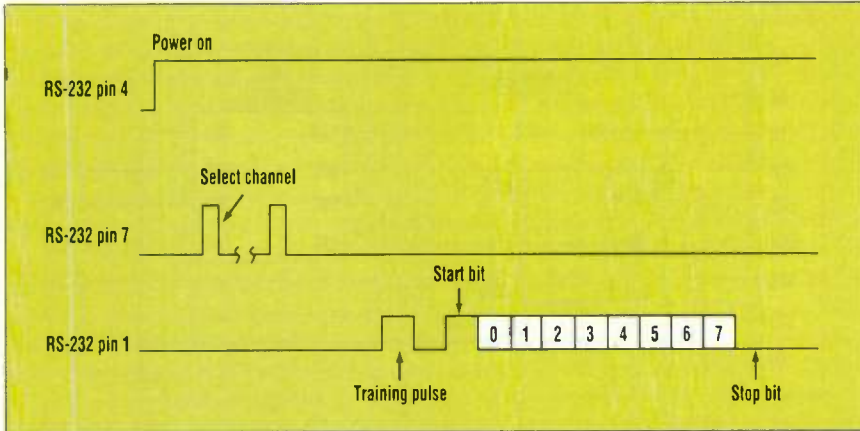 Power on
RS-232 pin 4
Select channel
RS-232 pin 7
Start bit
RS-232 pin 1
0 1 2 3 4 5 6 7
Training pulse
Stop bit